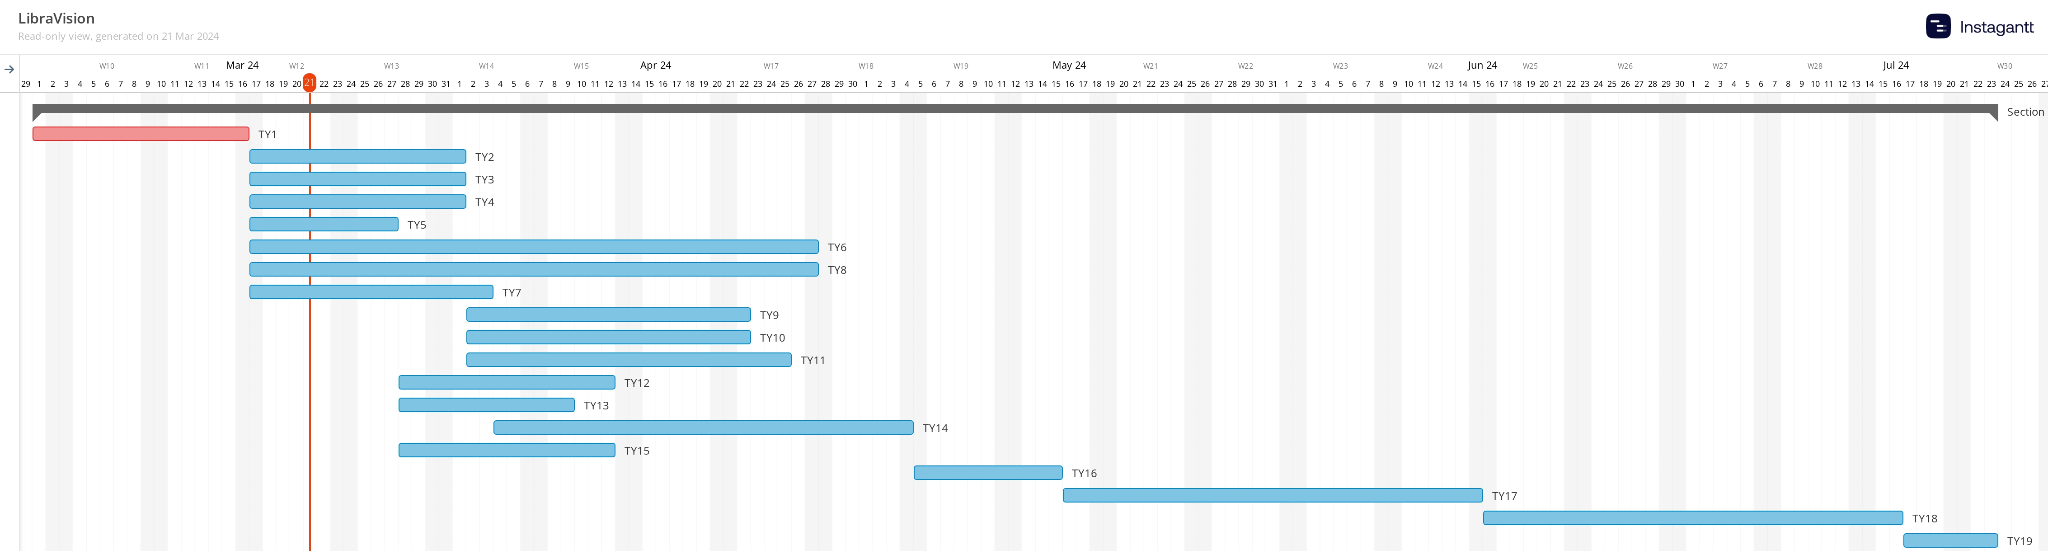 LibraVision
Read-only view, generated on 21 Mar 2024
Instagantt
W10 W11 Mar 24 W12 W13 W14 W15 Apr 24 W17 W18 W19 May 24 W21 W22 W23 W24 Jun 24 W25 W26 W27 W28 Jul 24 W30
29 1 2 3 4 5 6 7 8 9 10 11 12 13 14 15 16 17 18 19 20 21 22 23 24 25 26 27 28 29 30 31 1 2 3 4 5 6 7 8 9 10 11 12 13 14 15 16 17 18 19 20 21 22 23 24 25 26 27 28 29 30 1 2 3 4 5 6 7 8 9 10 11 12 13 14 15 16 17 18 19 20 21 22 23 24 25 26 27 28 29 30 31 1 2 3 4 5 6 7 8 9 10 11 12 13 14 15 16 17 18 19 20 21 22 23 24 25 26 27 28 29 30 1 2 3 4 5 6 7 8 9 10 11 12 13 14 15 16 17 18 19 20 21 22 23 24 25 26 27
Section
TY1
TY2
TY3
TY4
TY5
TY6
TY8
TY7
TY9
TY10
TY11
TY12
TY13
TY14
TY15
TY16
TY17
TY18
TY19